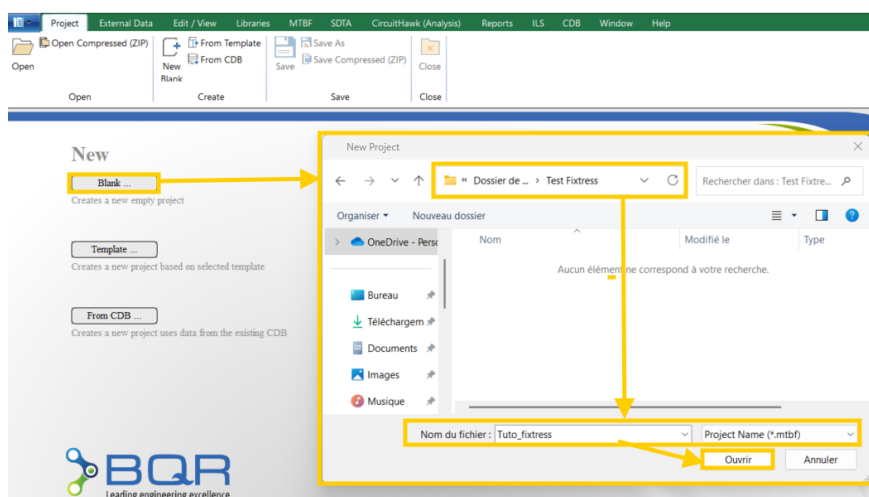 Project External Data Edit / View Libraries MTBF SDTA CircuitHawk (Analysis) Reports ILS CDB Window Help
Open
Open Compressed (ZIP)
Open
New Blank
From Template
From CDB
Create
Save
Save As
Save Compressed (ZIP)
Save
Close
Close
New
Blank ...
Creates a new empty project
Template ...
Creates a new project based on selected template
From CDB ...
Creates a new project uses data from the existing CDB
BQR
Leading engineering excellence
New Project
« Dossier de ... > Test Fixtress
Rechercher dans : Test Fixtre...
Organiser Nouveau dossier
OneDrive - Perso
Bureau
Téléchargem
Documents
Images
Musique
Nom Modifié le Type
Aucun élément ne correspond à votre recherche.
Nom du fichier : Tuto_fixtress Project Name (*.mtbf)
Ouvrir Annuler